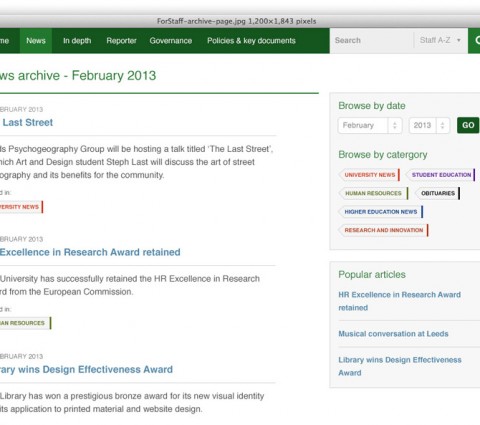 ForStaff-archive-page.jpg 1,200×1,843 pixels
me News In depth Reporter Governance Policies & key documents Search Staff A-Z
ws archive - February 2013
BRUARY 2013
Last Street
ds Psychogeography Group will be hosting a talk titled ‘The Last Street’,
ich Art and Design student Steph Last will discuss the art of street
ography and its benefits for the community.
d in:
VERSITY NEWS
BRUARY 2013
Excellence in Research Award retained
University has successfully retained the HR Excellence in Research
rd from the European Commission.
d in:
AN RESOURCES
BRUARY 2013
rary wins Design Effectiveness Award
Library has won a prestigious bronze award for its new visual identity
its application to printed material and website design.
Browse by date
February 2013 GO
Browse by catergory
UNIVERSITY NEWS STUDENT EDUCATION
HUMAN RESOURCES OBITUARIES
HIGHER EDUCATION NEWS
RESEARCH AND INNOVATION
Popular articles
HR Excellence in Research Award
retained
Musical conversation at Leeds
Library wins Design Effectiveness
Award